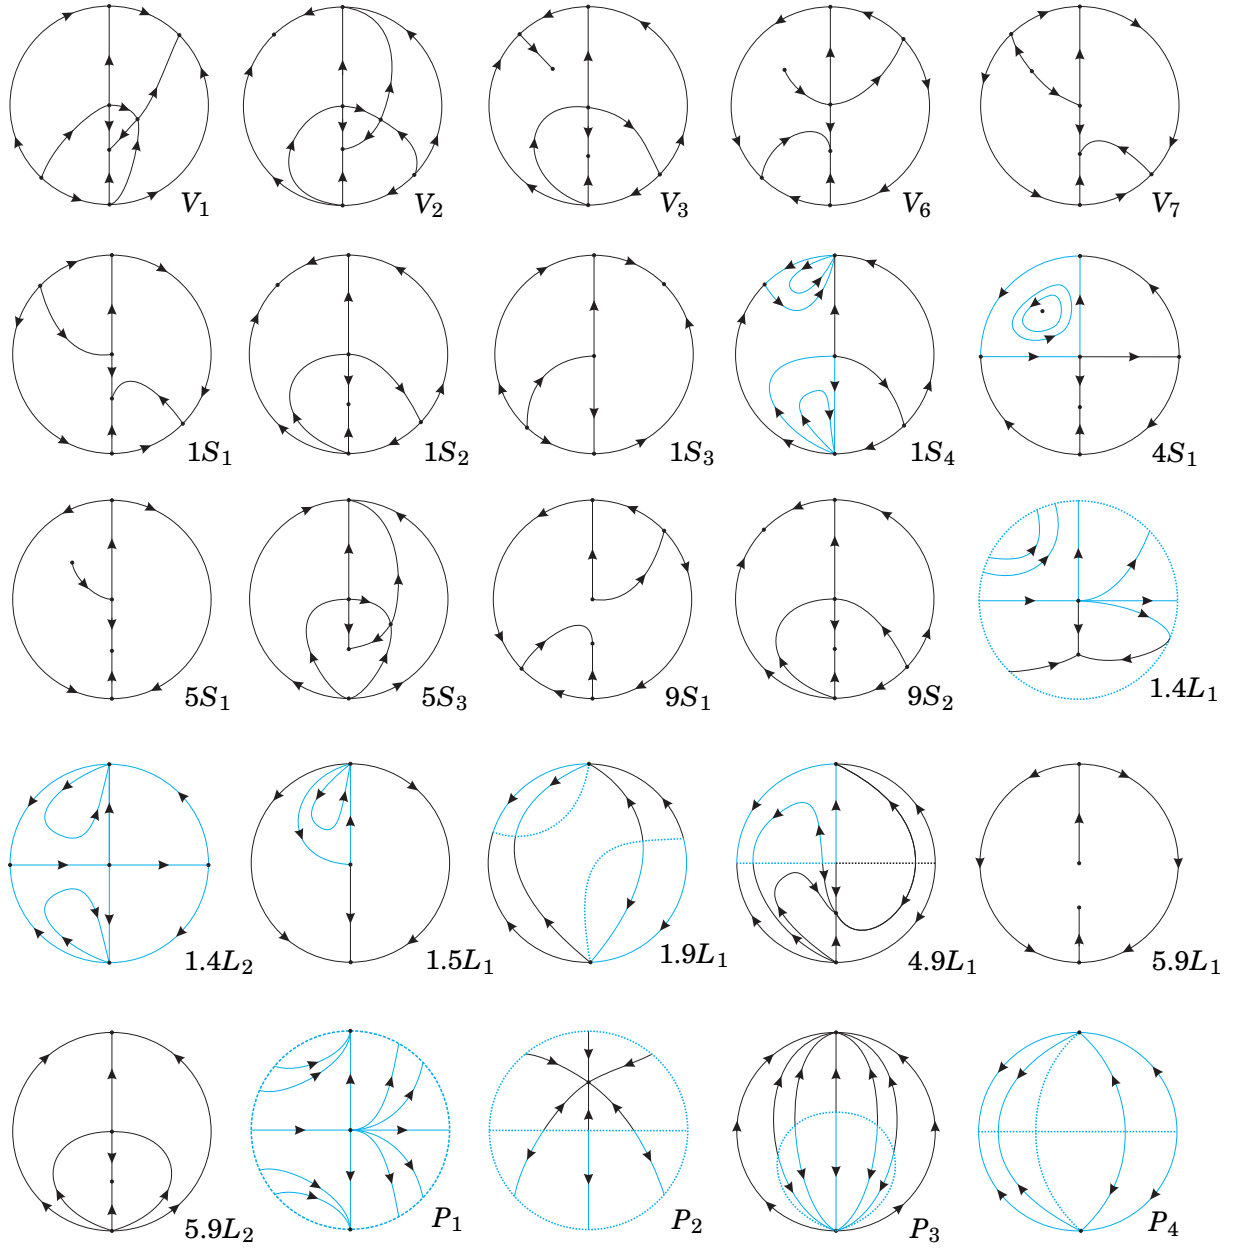 V₁ V₂ V₃ V₆ V₇
1S₁ 1S₂ 1S₃ 1S₄ 4S₁
5S₁ 5S₃ 9S₁ 9S₂ 1.4L₁
1.4L₂ 1.5L₁ 1.9L₁ 4.9L₁ 5.9L₁
5.9L₂ P₁ P₂ P₃ P₄